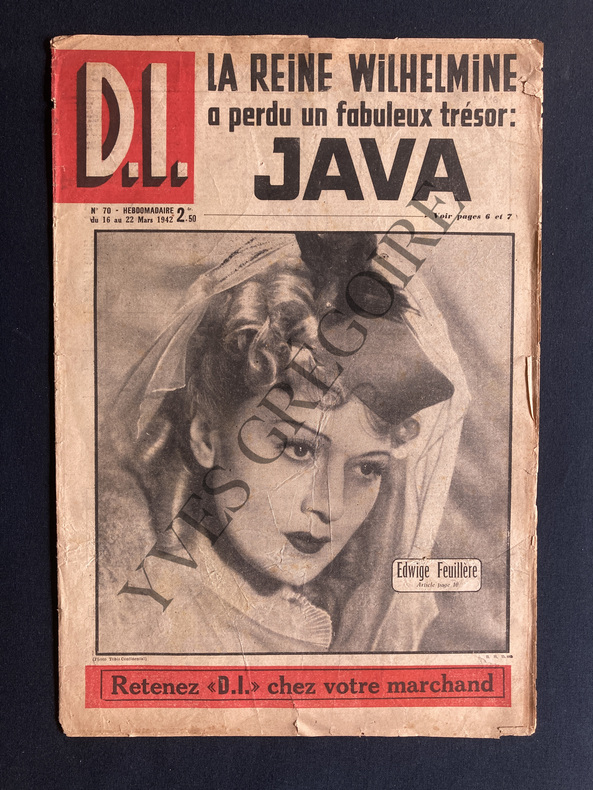 D.I.
LA REINE WILHELMINE
a perdu un fabuleux trésor:
JAVA
N° 70 - HEBDOMADAIRE
du 16 au 22 Mars 1942
2 fr. 50
Voir pages 6 et 7
YVES GREGOIRE
Edwige Feuillère
Article page 10
Retenez «D.I.» chez votre marchand